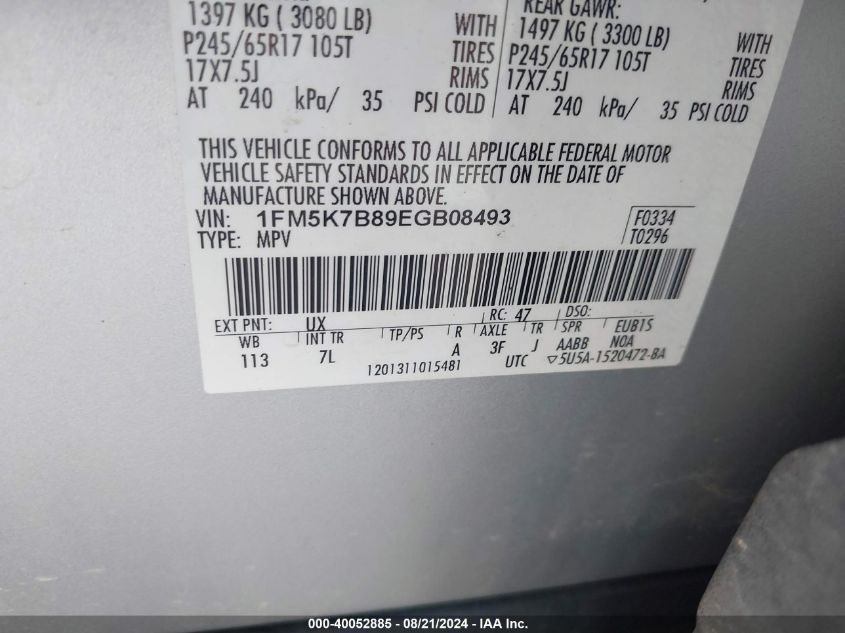 1397 KG ( 3080 LB) WITH
P245/65R17 105T TIRES
17X7.5J RIMS
AT 240 kPa/ 35 PSI COLD
REAR GAWR:
1497 KG ( 3300 LB) WITH
P245/65R17 105T TIRES
17X7.5J RIMS
AT 240 kPa/ 35 PSI COLD
THIS VEHICLE CONFORMS TO ALL APPLICABLE FEDERAL MOTOR
VEHICLE SAFETY STANDARDS IN EFFECT ON THE DATE OF
MANUFACTURE SHOWN ABOVE.
VIN: 1FM5K7B89EGB08493 F0334
TYPE: MPV T0296
EXT PNT: UX RC: 47 DSO:
WB INT TR TP/PS R AXLE TR SPR EUB1S
113 7L A 3F J AABB N0A
1201311015481 UTC ▽5U5A-1520472-BA
000-40052885 - 08/21/2024 - IAA Inc.